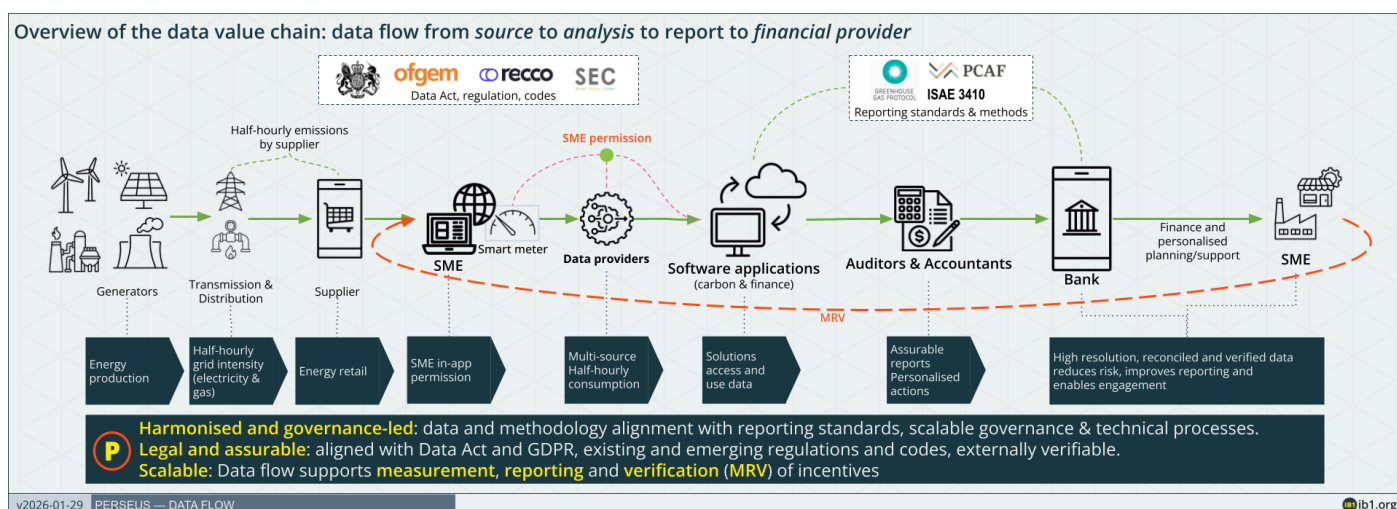 Overview of the data value chain: data flow from source to analysis to report to financial provider
ofgem
recco
SEC
Data Act, regulation, codes
GREENHOUSE
GAS PROTOCOL
PCAF
ISAE 3410
Reporting standards & methods
Half-hourly emissions
by supplier
SME permission
Smart meter
Generators
Transmission &
Distribution
Supplier
SME
Data providers
Software applications
(carbon & finance)
Auditors & Accountants
Bank
Finance and
personalised
planning/support
SME
MRV
Energy
production
Half-hourly
grid intensity
(electricity &
gas)
Energy retail
SME in-app
permission
Multi-source
Half-hourly
consumption
Solutions
access and
use data
Assurable
reports
Personalised
actions
High resolution, reconciled and verified data
reduces risk, improves reporting and
enables engagement
P
Harmonised and governance-led: data and methodology alignment with reporting standards, scalable governance & technical processes.
Legal and assurable: aligned with Data Act and GDPR, existing and emerging regulations and codes, externally verifiable.
Scalable: Data flow supports measurement, reporting and verification (MRV) of incentives
v2026-01-29
PERSEUS — DATA FLOW
IB1 ib1.org